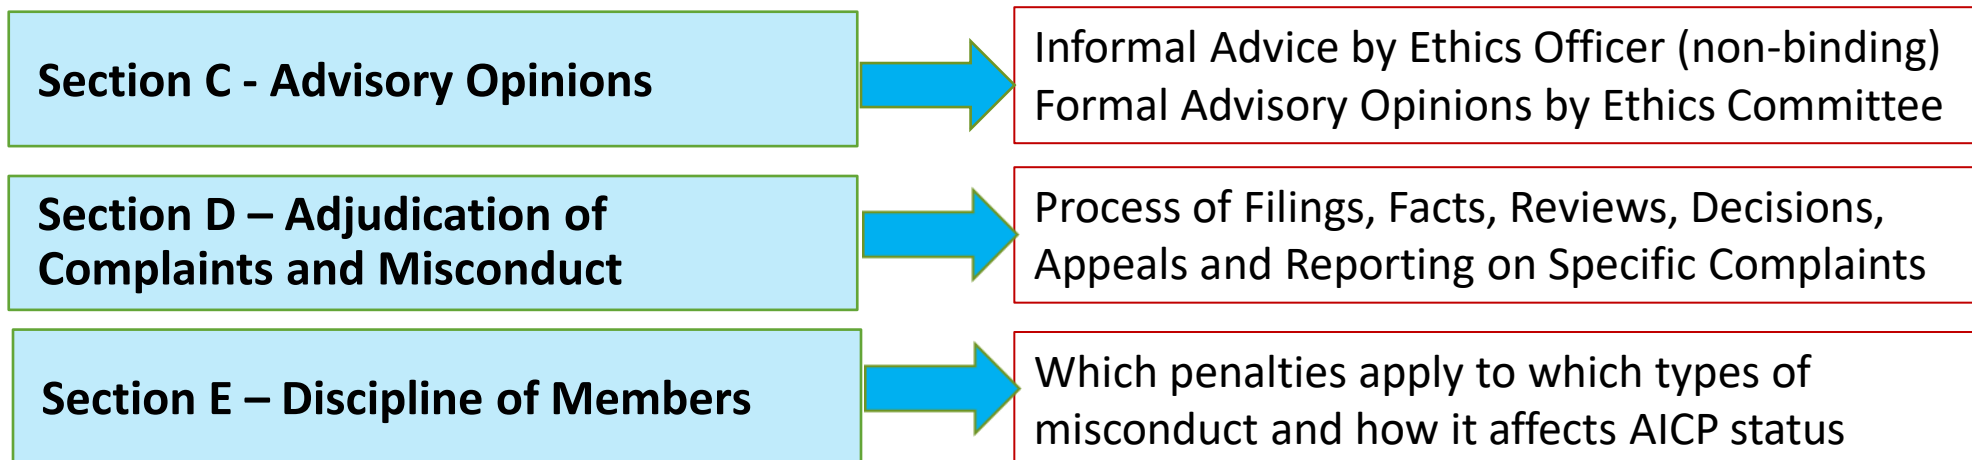 Section C - Advisory Opinions
Informal Advice by Ethics Officer (non-binding)
Formal Advisory Opinions by Ethics Committee
Section D – Adjudication of
Complaints and Misconduct
Process of Filings, Facts, Reviews, Decisions,
Appeals and Reporting on Specific Complaints
Section E – Discipline of Members
Which penalties apply to which types of
misconduct and how it affects AICP status